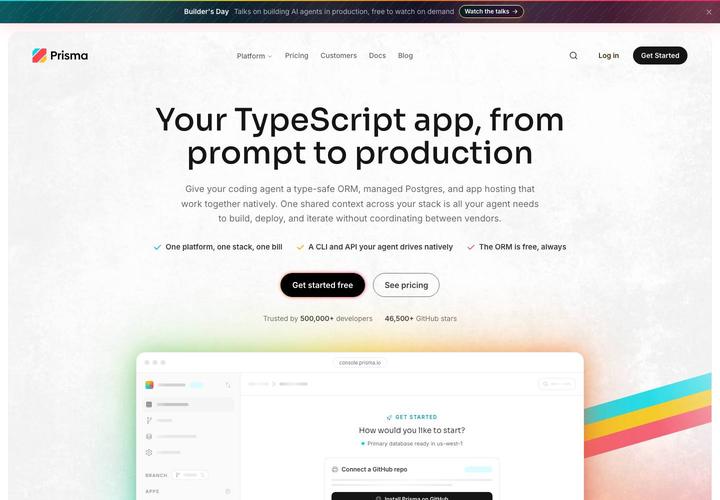 Builder's Day Talks on building AI agents in production, free to watch on demand Watch the talks →
Prisma Platform Pricing Customers Docs Blog Log in Get Started
Your TypeScript app, from
prompt to production
Give your coding agent a type-safe ORM, managed Postgres, and app hosting that
work together natively. One shared context across your stack is all your agent needs
to build, deploy, and iterate without coordinating between vendors.
One platform, one stack, one bill A CLI and API your agent drives natively The ORM is free, always
Get started free See pricing
Trusted by 500,000+ developers 46,500+ GitHub stars
console.prisma.io
GET STARTED
How would you like to start?
Primary database ready in us-west-1
Connect a GitHub repo
BRANCH
APPS
Install Prisma on GitHub